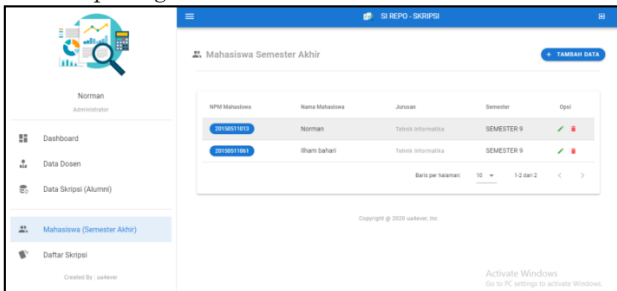 SI REPO - SKRIPSI
Norman
Administrator
Dashboard
Data Dosen
Data Skripsi (Alumni)
Mahasiswa (Semester Akhir)
Daftar Skripsi
Created By : ua4ever
Mahasiswa Semester Akhir
+ TAMBAH DATA
NPM Mahasiswa Nama Mahasiswa Jurusan Semester Opsi
20150511013 Norman Teknik Informatika SEMESTER 9
20150511061 Ilham bahari Teknik Informatika SEMESTER 9
Baris per halaman: 10 1-2 dari 2
Copyright @ 2020 ua4ever, Inc
Activate Windows
Go to PC settings to activate Windows.